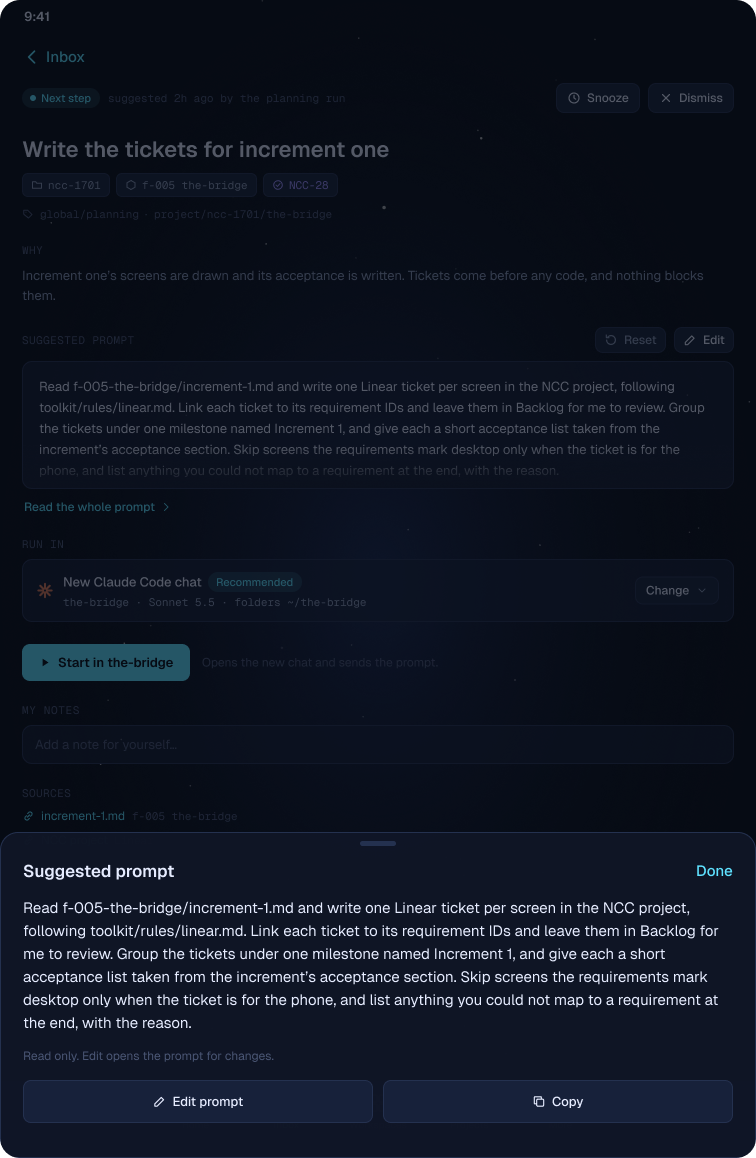 9:41
Inbox
Next step suggested 2h ago by the planning run Snooze Dismiss
Write the tickets for increment one
ncc-1701 f-005 the-bridge NCC-28
global/planning · project/ncc-1701/the-bridge
WHY
Increment one's screens are drawn and its acceptance is written. Tickets come before any code, and nothing blocks
them.
SUGGESTED PROMPT Reset Edit
Read f-005-the-bridge/increment-1.md and write one Linear ticket per screen in the NCC project, following
toolkit/rules/linear.md. Link each ticket to its requirement IDs and leave them in Backlog for me to review. Group
the tickets under one milestone named Increment 1, and give each a short acceptance list taken from the
increment's acceptance section. Skip screens the requirements mark desktop only when the ticket is for the
phone, and list anything you could not map to a requirement at the end, with the reason.
Read the whole prompt
RUN IN
New Claude Code chat Recommended
the-bridge · Sonnet 5.5 · folders ~/the-bridge
Change
Start in the-bridge Opens the new chat and sends the prompt.
MY NOTES
Add a note for yourself…
SOURCES
increment-1.md f-005 the-bridge
Suggested prompt Done
Read f-005-the-bridge/increment-1.md and write one Linear ticket per screen in the NCC project,
following toolkit/rules/linear.md. Link each ticket to its requirement IDs and leave them in Backlog for
me to review. Group the tickets under one milestone named Increment 1, and give each a short
acceptance list taken from the increment's acceptance section. Skip screens the requirements mark
desktop only when the ticket is for the phone, and list anything you could not map to a requirement at
the end, with the reason.
Read only. Edit opens the prompt for changes.
Edit prompt Copy